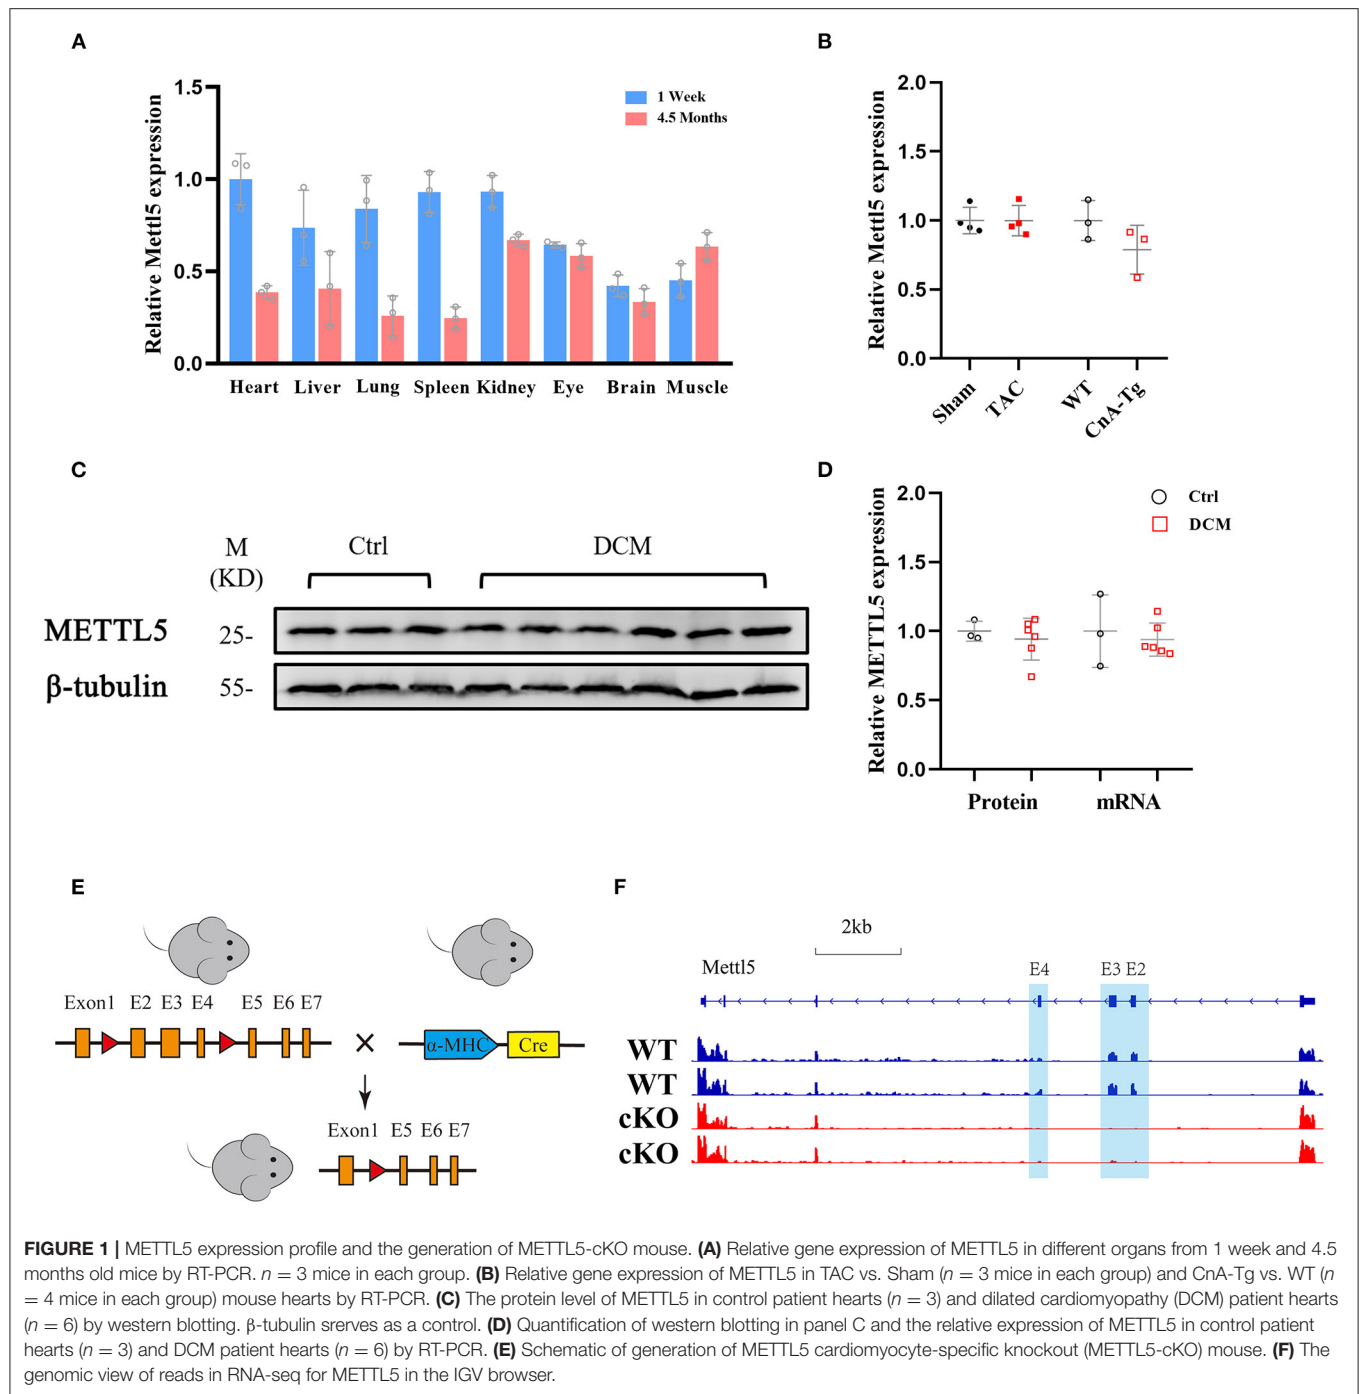 A
Relative Mettl5 expression
1.5
1.0
0.5
0.0
1 Week
4.5 Months
Heart Liver Lung Spleen Kidney Eye Brain Muscle
B
Relative Mettl5 expression
2.0
1.5
1.0
0.5
0.0
Sham TAC WT CnA-Tg
C
M
(KD)
Ctrl DCM
METTL5 25-
β-tubulin 55-
D
Relative METTL5 expression
2.0
1.5
1.0
0.5
0.0
Ctrl
DCM
Protein mRNA
E
Exon1 E2 E3 E4 E5 E6 E7
× α-MHC Cre
Exon1 E5 E6 E7
F
2kb
Mettl5 E4 E3 E2
WT
WT
cKO
cKO
FIGURE 1 | METTL5 expression profile and the generation of METTL5-cKO mouse. (A) Relative gene expression of METTL5 in different organs from 1 week and 4.5
months old mice by RT-PCR. n = 3 mice in each group. (B) Relative gene expression of METTL5 in TAC vs. Sham (n = 3 mice in each group) and CnA-Tg vs. WT (n
= 4 mice in each group) mouse hearts by RT-PCR. (C) The protein level of METTL5 in control patient hearts (n = 3) and dilated cardiomyopathy (DCM) patient hearts
(n = 6) by western blotting. β-tubulin srerves as a control. (D) Quantification of western blotting in panel C and the relative expression of METTL5 in control patient
hearts (n = 3) and DCM patient hearts (n = 6) by RT-PCR. (E) Schematic of generation of METTL5 cardiomyocyte-specific knockout (METTL5-cKO) mouse. (F) The
genomic view of reads in RNA-seq for METTL5 in the IGV browser.